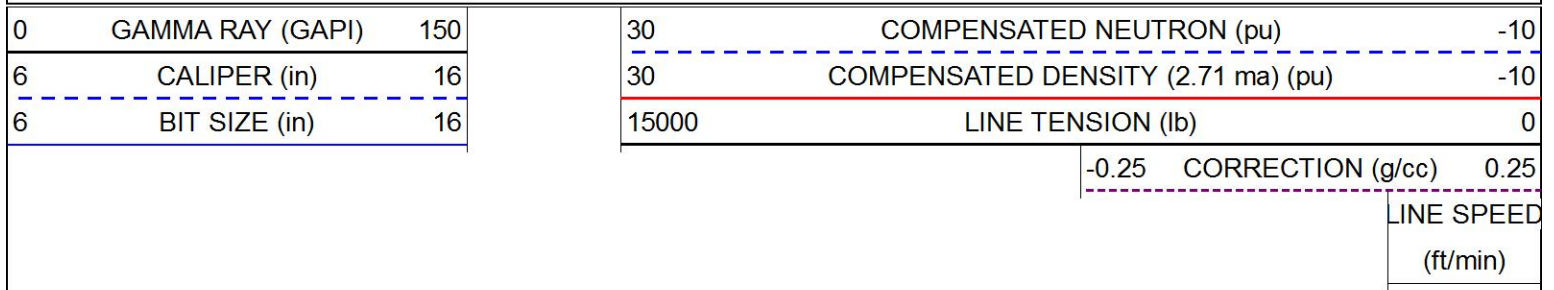 0 GAMMA RAY (GAPI) 150 30 COMPENSATED NEUTRON (pu) -10
6 CALIPER (in) 16 30 COMPENSATED DENSITY (2.71 ma) (pu) -10
6 BIT SIZE (in) 16 15000 LINE TENSION (lb) 0
-0.25 CORRECTION (g/cc) 0.25
LINE SPEED
(ft/min)